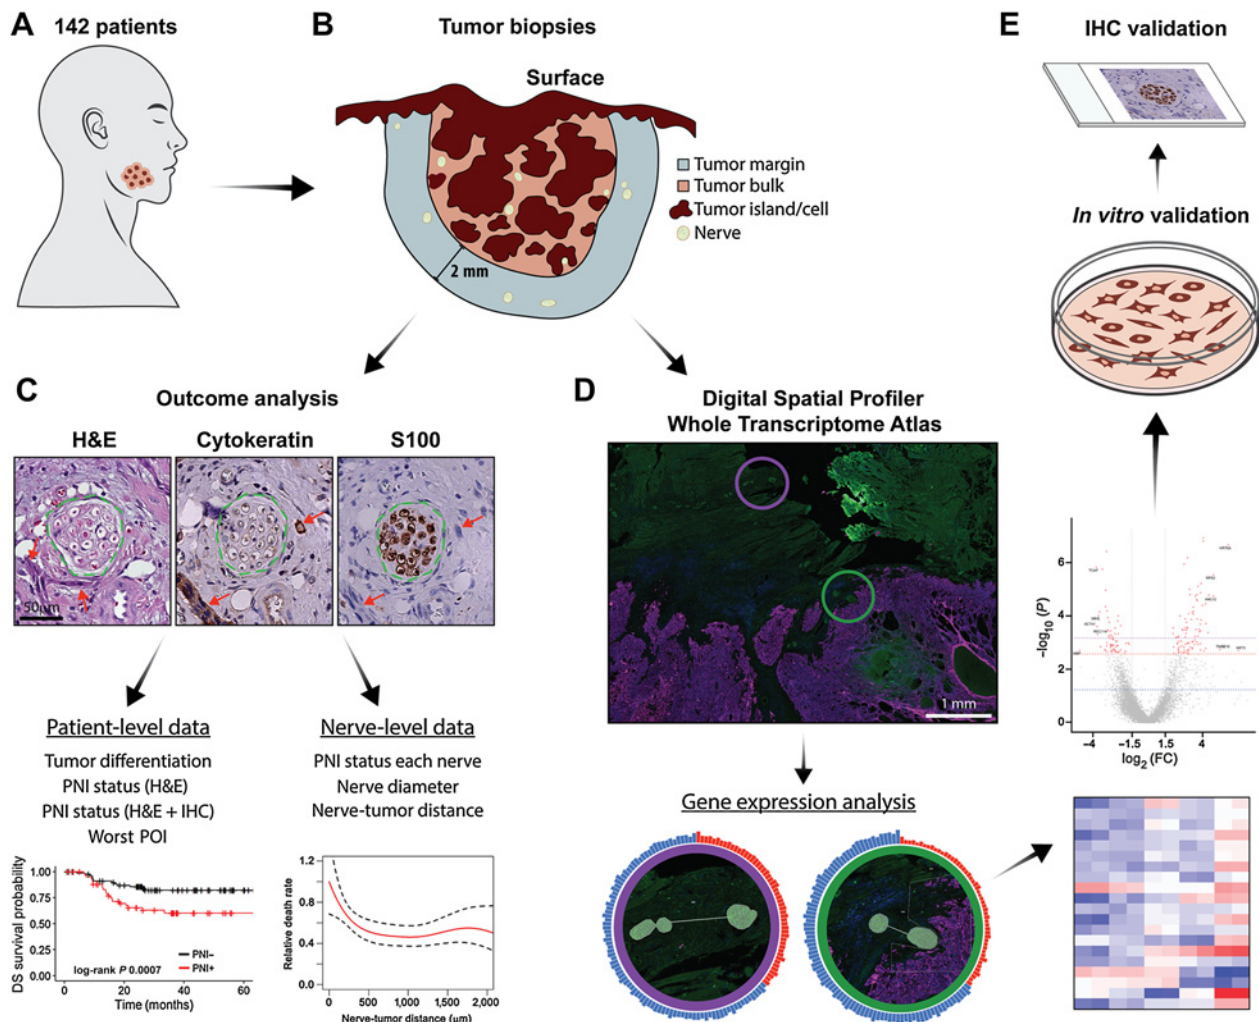 A
142 patients
B
Tumor biopsies
Surface
Tumor margin
Tumor bulk
Tumor island/cell
Nerve
2 mm
C
Outcome analysis
H&E
Cytokeratin
S100
50μm
Patient-level data
Tumor differentiation
PNI status (H&E)
PNI status (H&E + IHC)
Worst POI
Nerve-level data
PNI status each nerve
Nerve diameter
Nerve-tumor distance
DS survival probability
1.00
0.75
0.50
0.25
0.00
PNI–
PNI+
log-rank P 0.0007
0
20
40
60
Time (months)
Relative death rate
1.2
0.8
0.4
0.0
0
500
1,000
1,500
2,000
Nerve-tumor distance (μm)
D
Digital Spatial Profiler
Whole Transcriptome Atlas
1 mm
Gene expression analysis
E
IHC validation
In vitro validation
–log10 (P)
6
4
2
0
–4
–1.5
1.5
4
log2 (FC)